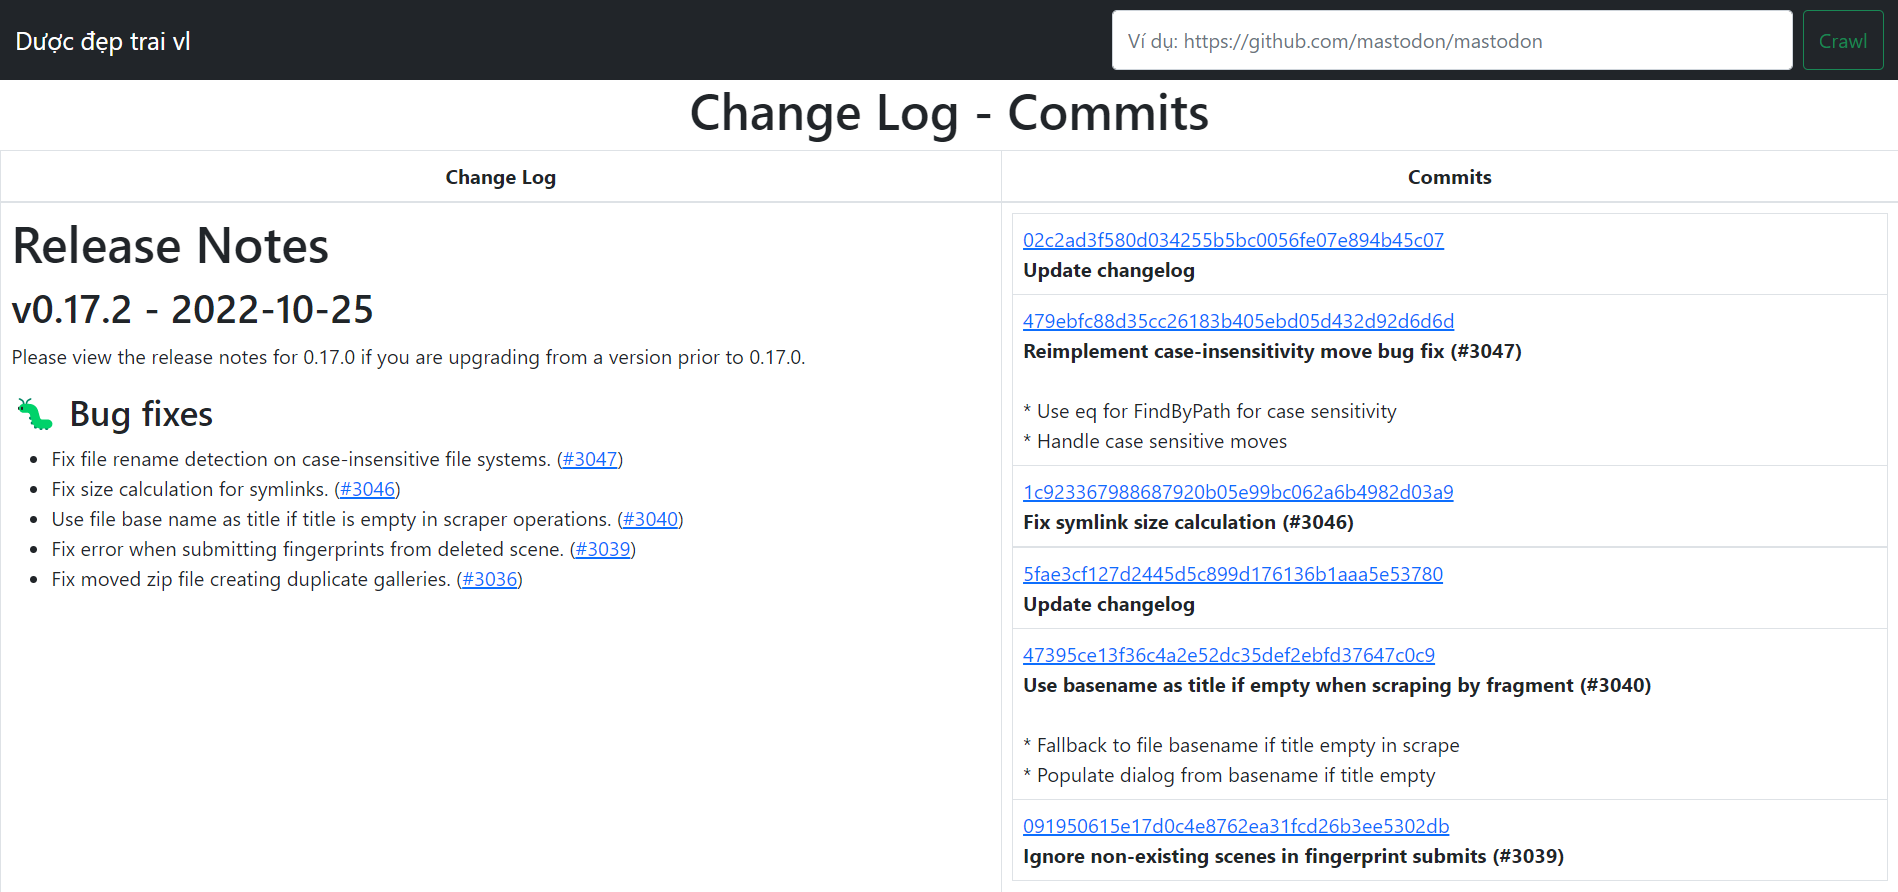 Dược đẹp trai vl
Ví dụ: https://github.com/mastodon/mastodon
Crawl
Change Log - Commits
Change Log
Commits
Release Notes
v0.17.2 - 2022-10-25
Please view the release notes for 0.17.0 if you are upgrading from a version prior to 0.17.0.
Bug fixes
• Fix file rename detection on case-insensitive file systems. (#3047)
• Fix size calculation for symlinks. (#3046)
• Use file base name as title if title is empty in scraper operations. (#3040)
• Fix error when submitting fingerprints from deleted scene. (#3039)
• Fix moved zip file creating duplicate galleries. (#3036)
02c2ad3f580d034255b5bc0056fe07e894b45c07
Update changelog
479ebfc88d35cc26183b405ebd05d432d92d6d6d
Reimplement case-insensitivity move bug fix (#3047)
* Use eq for FindByPath for case sensitivity
* Handle case sensitive moves
1c923367988687920b05e99bc062a6b4982d03a9
Fix symlink size calculation (#3046)
5fae3cf127d2445d5c899d176136b1aaa5e53780
Update changelog
47395ce13f36c4a2e52dc35def2ebfd37647c0c9
Use basename as title if empty when scraping by fragment (#3040)
* Fallback to file basename if title empty in scrape
* Populate dialog from basename if title empty
091950615e17d0c4e8762ea31fcd26b3ee5302db
Ignore non-existing scenes in fingerprint submits (#3039)